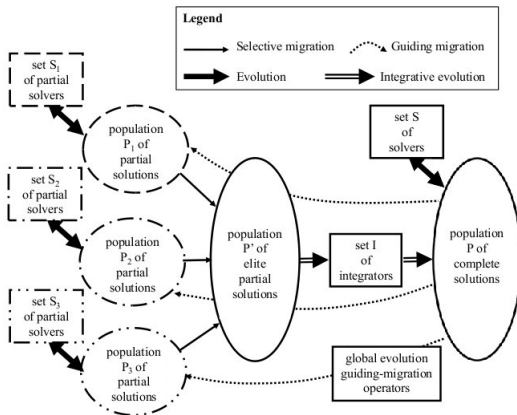 Legend
Selective migration
Guiding migration
Evolution
Integrative evolution
set S1
of partial
solvers
population
P1 of
partial
solutions
set S2
of partial
solvers
population
P2 of
partial
solutions
set S3
of partial
solvers
population
P3 of
partial
solutions
population
P' of
elite
partial
solutions
set I
of
integrators
set S
of
solvers
population
P of
complete
solutions
global evolution
guiding-migration
operators